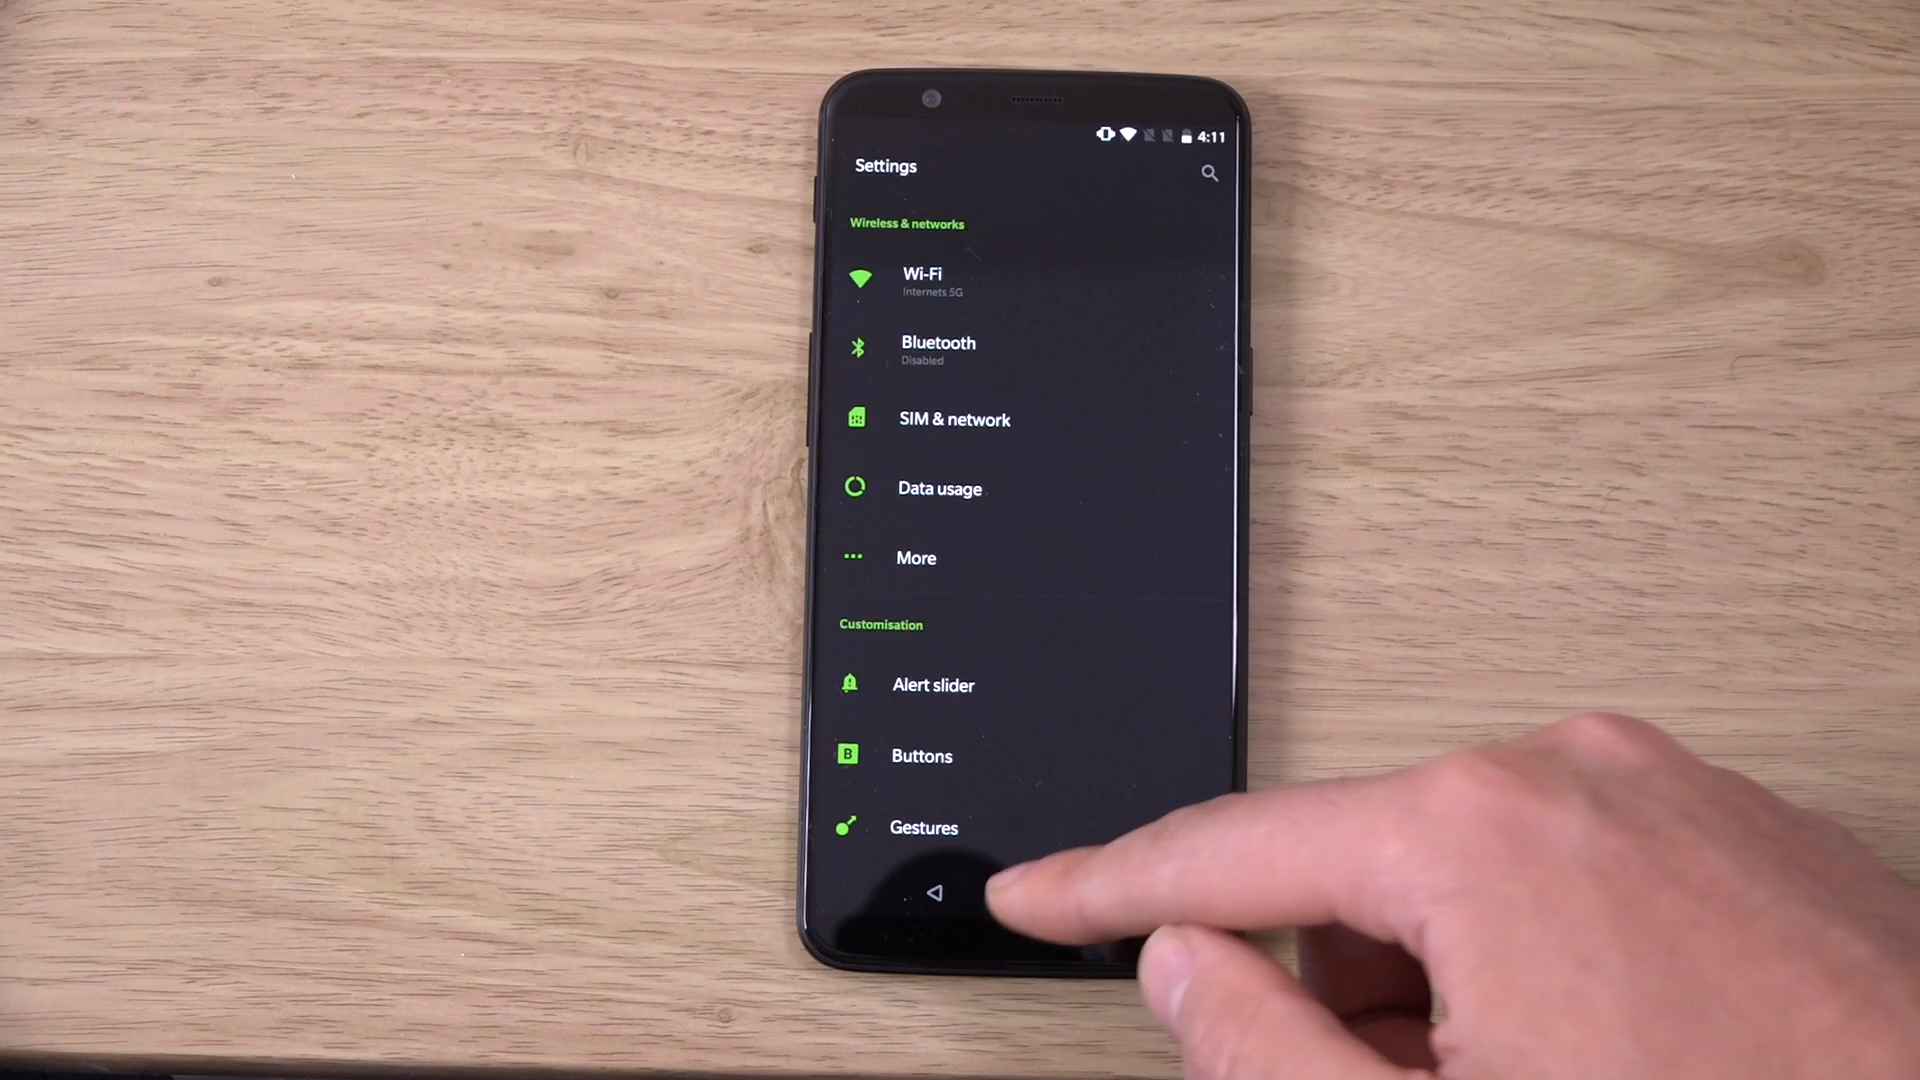 4:11
Settings
Wireless & networks
Wi-Fi
Internets 5G
Bluetooth
Disabled
SIM & network
Data usage
More
Customisation
Alert slider
B
Buttons
Gestures